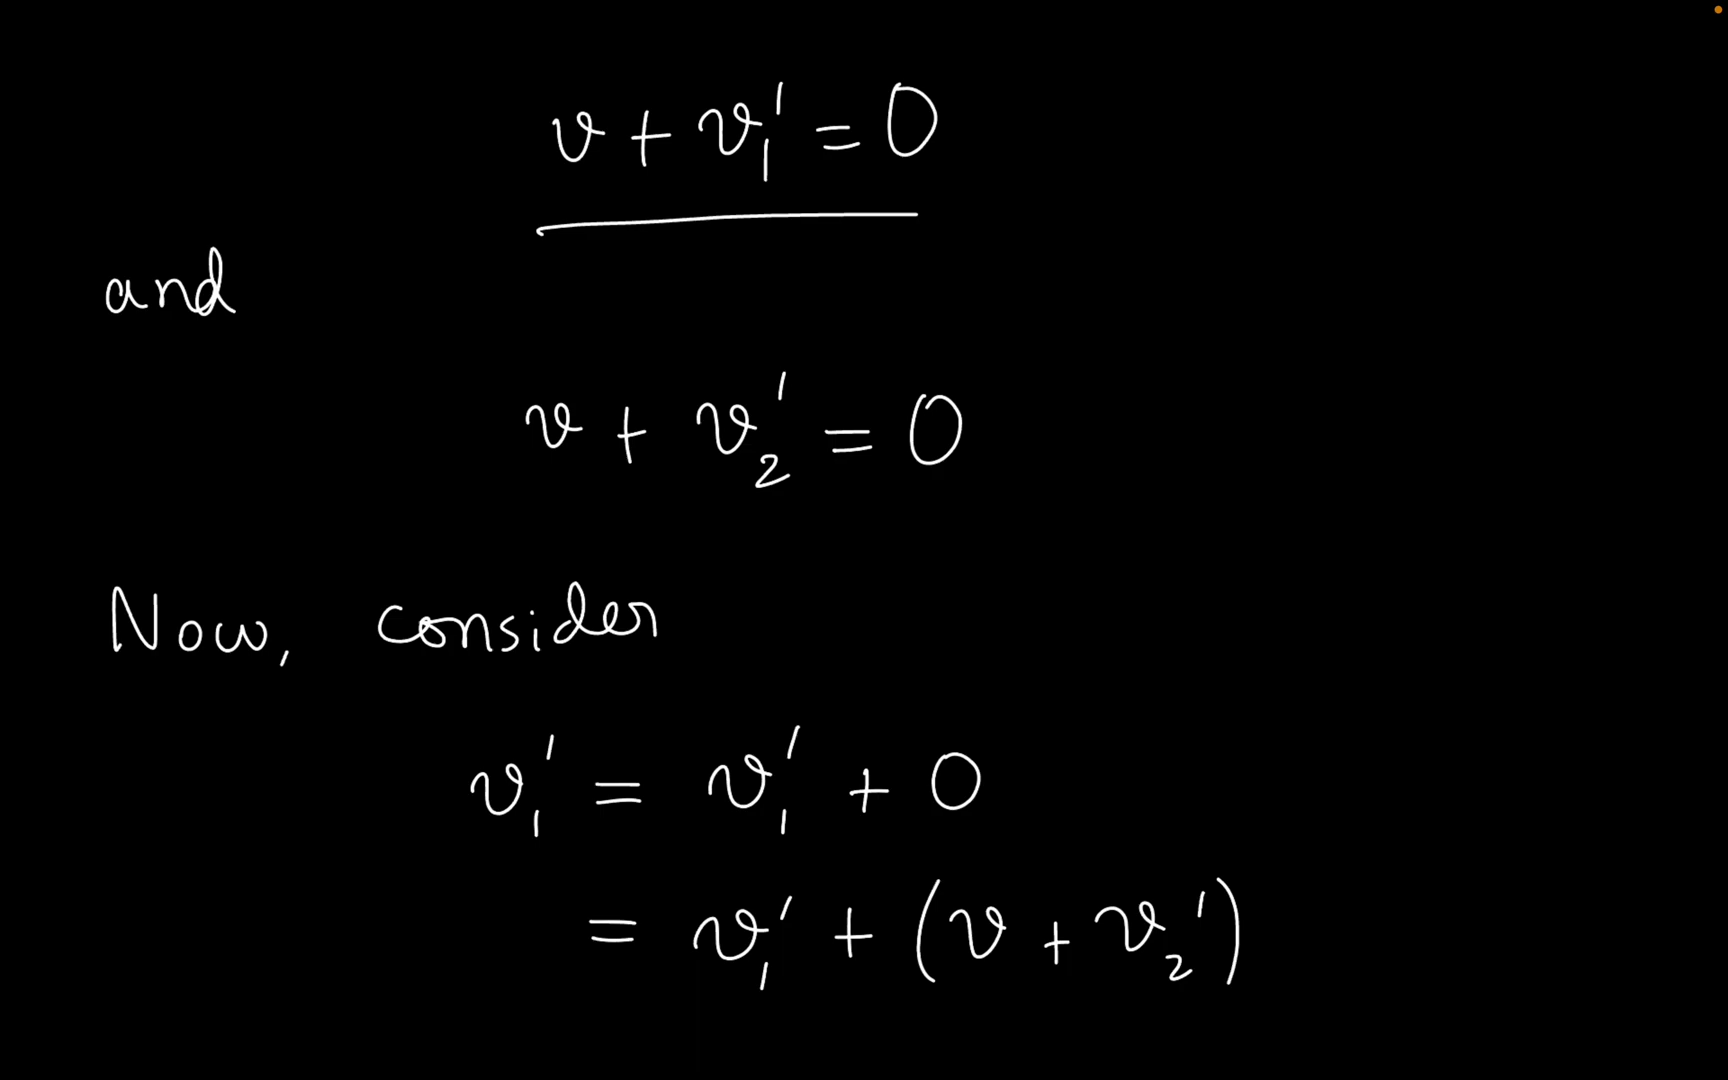 v + v₁' = 0
and
v + v₂' = 0
Now, consider
v₁' = v₁' + 0
= v₁' + (v + v₂')